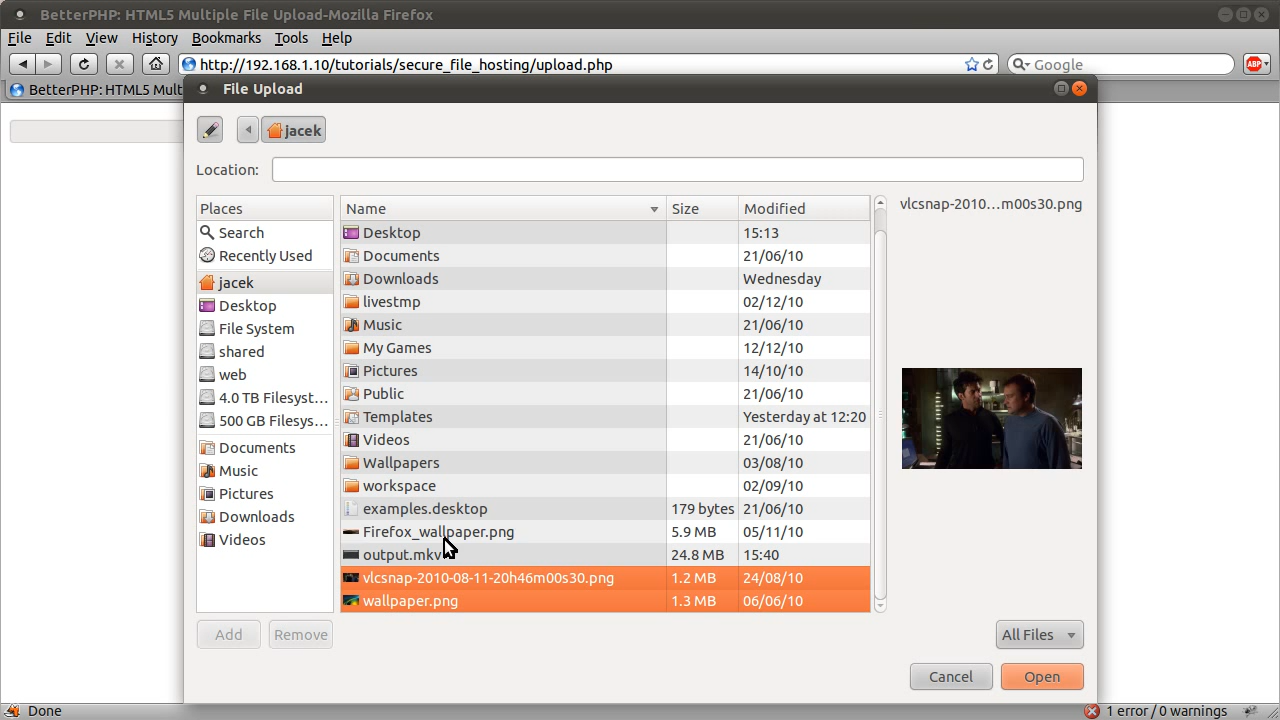 BetterPHP: HTML5 Multiple File Upload-Mozilla Firefox
File Edit View History Bookmarks Tools Help
http://192.168.1.10/tutorials/secure_file_hosting/upload.php Google ABP
BetterPHP: HTML5 Mult
File Upload
jacek
Location:
Places
Search
Recently Used
jacek
Desktop
File System
shared
web
4.0 TB Filesyst...
500 GB Filesys...
Documents
Music
Pictures
Downloads
Videos
Name Size Modified
Desktop 15:13
Documents 21/06/10
Downloads Wednesday
livestmp 02/12/10
Music 21/06/10
My Games 12/12/10
Pictures 14/10/10
Public 21/06/10
Templates Yesterday at 12:20
Videos 21/06/10
Wallpapers 03/08/10
workspace 02/09/10
examples.desktop 179 bytes 21/06/10
Firefox_wallpaper.png 5.9 MB 05/11/10
output.mkv 24.8 MB 15:40
vlcsnap-2010-08-11-20h46m00s30.png 1.2 MB 24/08/10
wallpaper.png 1.3 MB 06/06/10
vlcsnap-2010...m00s30.png
Add Remove
All Files
Cancel Open
Done
1 error / 0 warnings